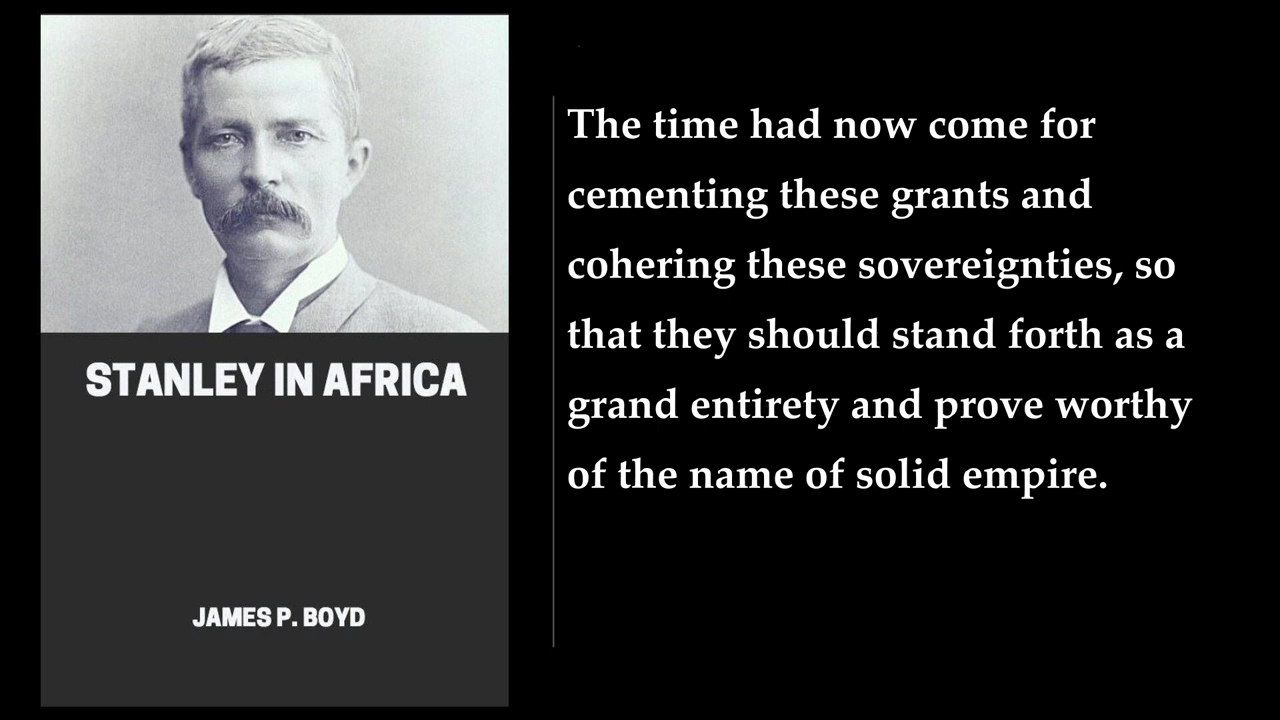 STANLEY IN AFRICA
JAMES P. BOYD
The time had now come for
cementing these grants and
cohering these sovereignties, so
that they should stand forth as a
grand entirety and prove worthy
of the name of solid empire.